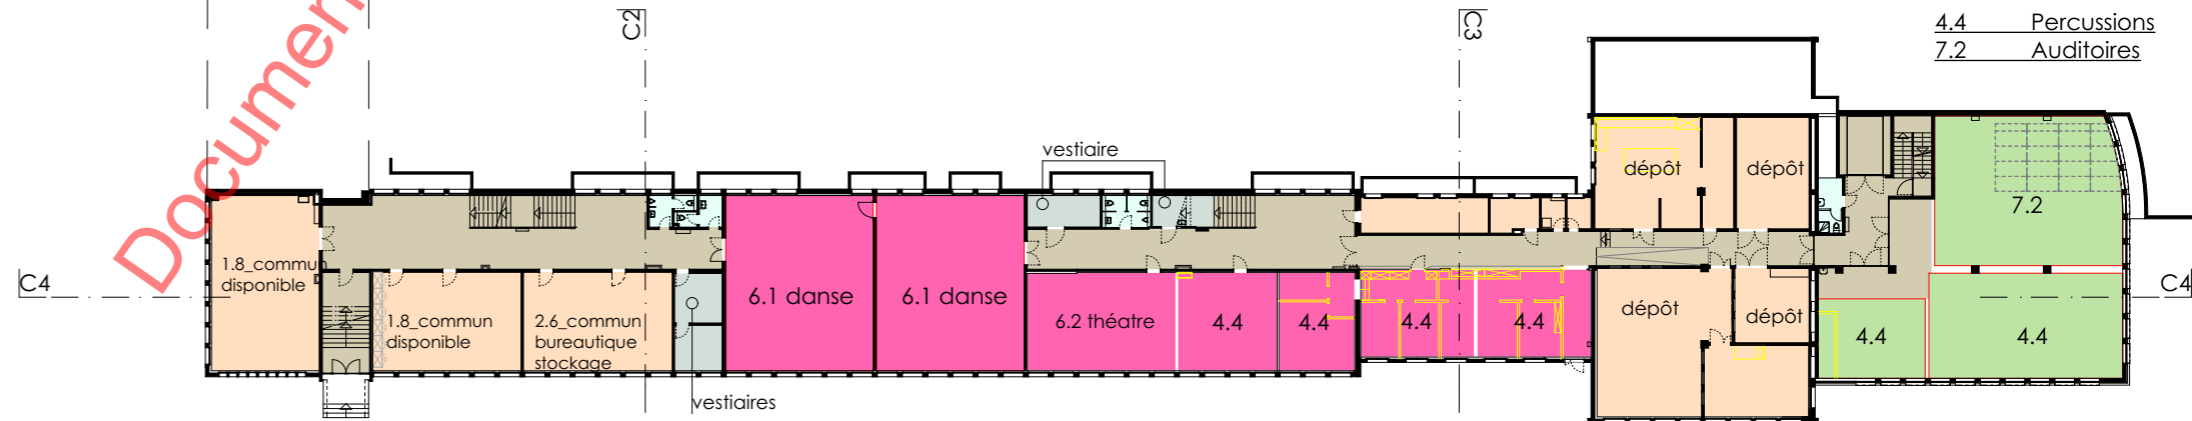 C2
C3
4.4 Percussions
7.2 Auditoires
Documen
vestiaire
dépôt
dépôt
7.2
1.8_commun
disponible
C4
C4
6.1 danse
6.1 danse
1.8_commun
disponible
2.6_commun
bureautique
stockage
6.2 théatre
4.4
4.4
4.4
4.4
dépôt
dépôt
4.4
4.4
vestiaires